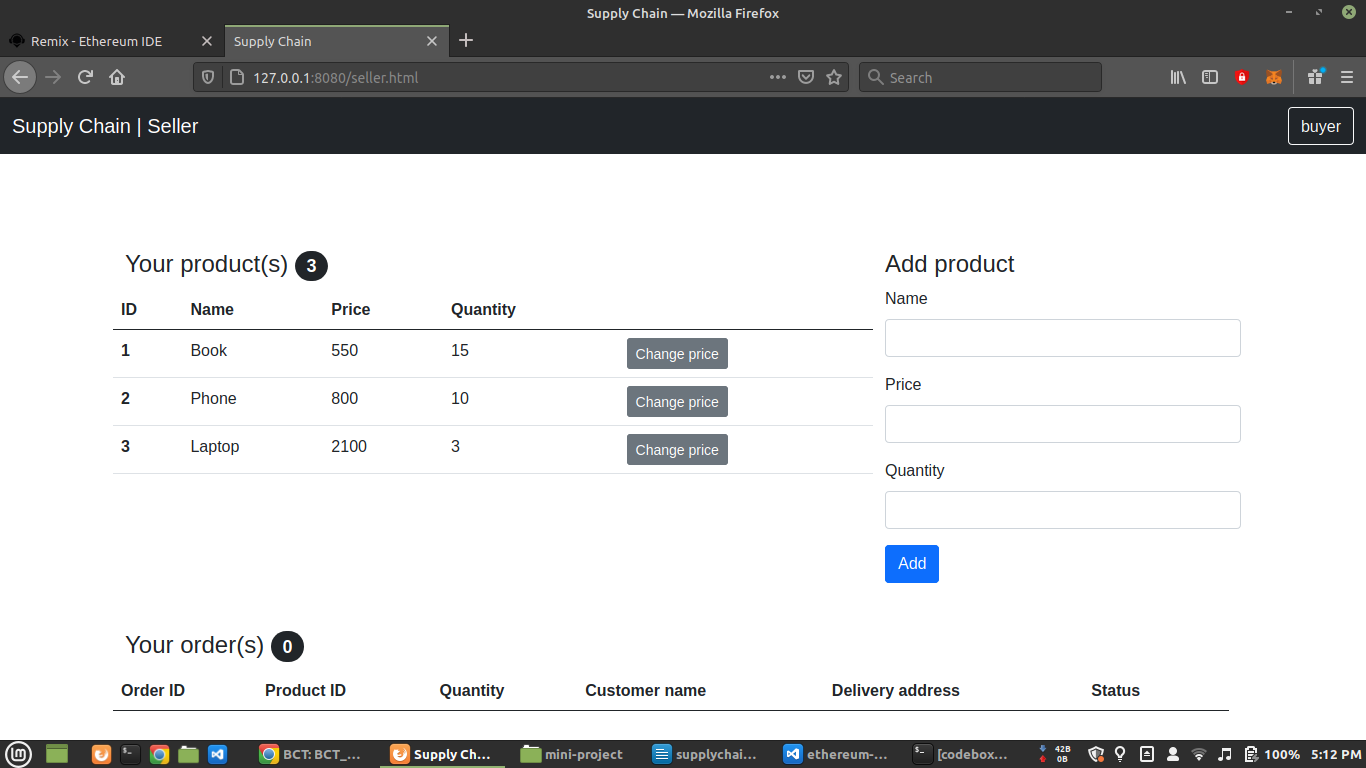 Supply Chain — Mozilla Firefox
Remix - Ethereum IDE
Supply Chain
127.0.0.1:8080/seller.html
Search
Supply Chain | Seller
buyer
Your product(s) 3
ID Name Price Quantity
1 Book 550 15 Change price
2 Phone 800 10 Change price
3 Laptop 2100 3 Change price
Add product
Name
Price
Quantity
Add
Your order(s) 0
Order ID Product ID Quantity Customer name Delivery address Status
BCT: BCT_... Supply Ch... mini-project supplychai... ethereum-... [codebox... 42B 100% 5:12 PM
0B